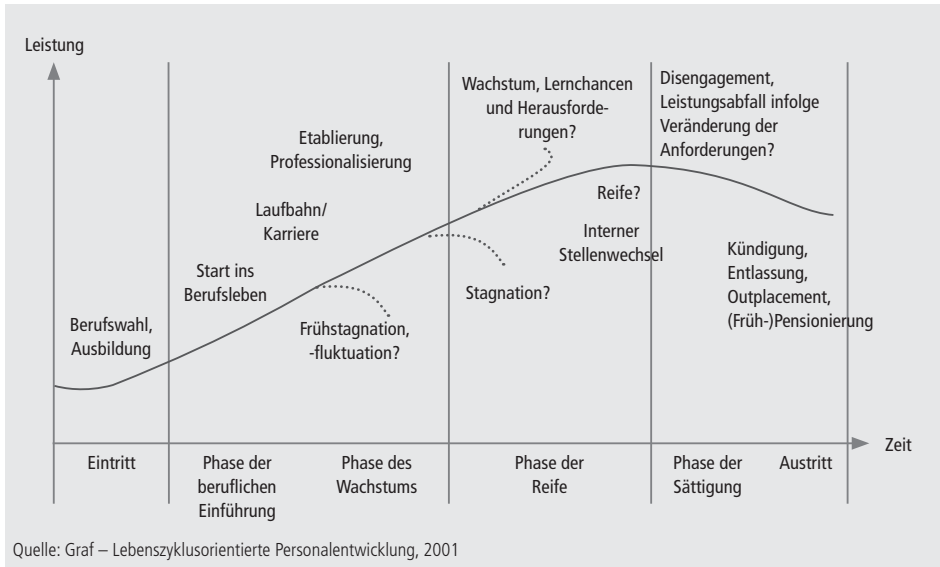 Leistung
Wachstum, Lernchancen
und Herausforde-
rungen?
Disengagement,
Leistungsabfall infolge
Veränderung der
Anforderungen?
Etablierung,
Professionalisierung
Laufbahn/
Karriere
Reife?
Interner
Stellenwechsel
Start ins
Berufsleben
Stagnation?
Kündigung,
Entlassung,
Outplacement,
(Früh-)Pensionierung
Berufswahl,
Ausbildung
Frühstagnation,
-fluktuation?
Zeit
Eintritt
Phase der
beruflichen
Einführung
Phase des
Wachstums
Phase der
Reife
Phase der
Sättigung
Austritt
Quelle: Graf – Lebenszyklusorientierte Personalentwicklung, 2001